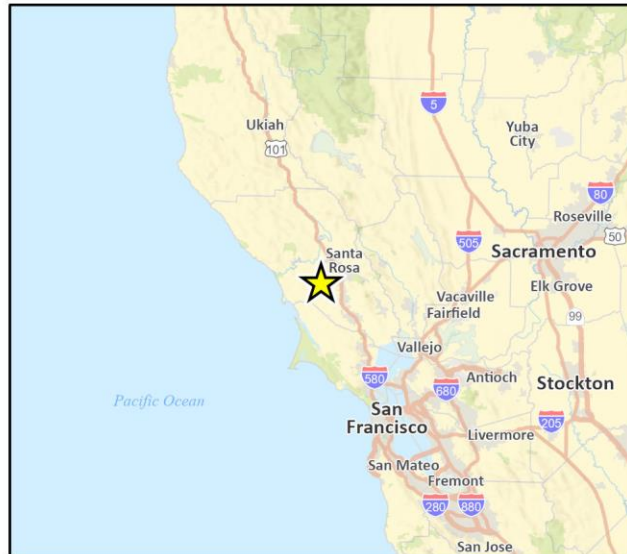 5
Ukiah
101
Yuba
City
80
Roseville
505
50
Santa
Rosa
Sacramento
Elk Grove
Vacaville
Fairfield
99
Vallejo
580
680
Antioch
Stockton
Pacific Ocean
San
Francisco
205
Livermore
San Mateo
Fremont
280
880
San Jose